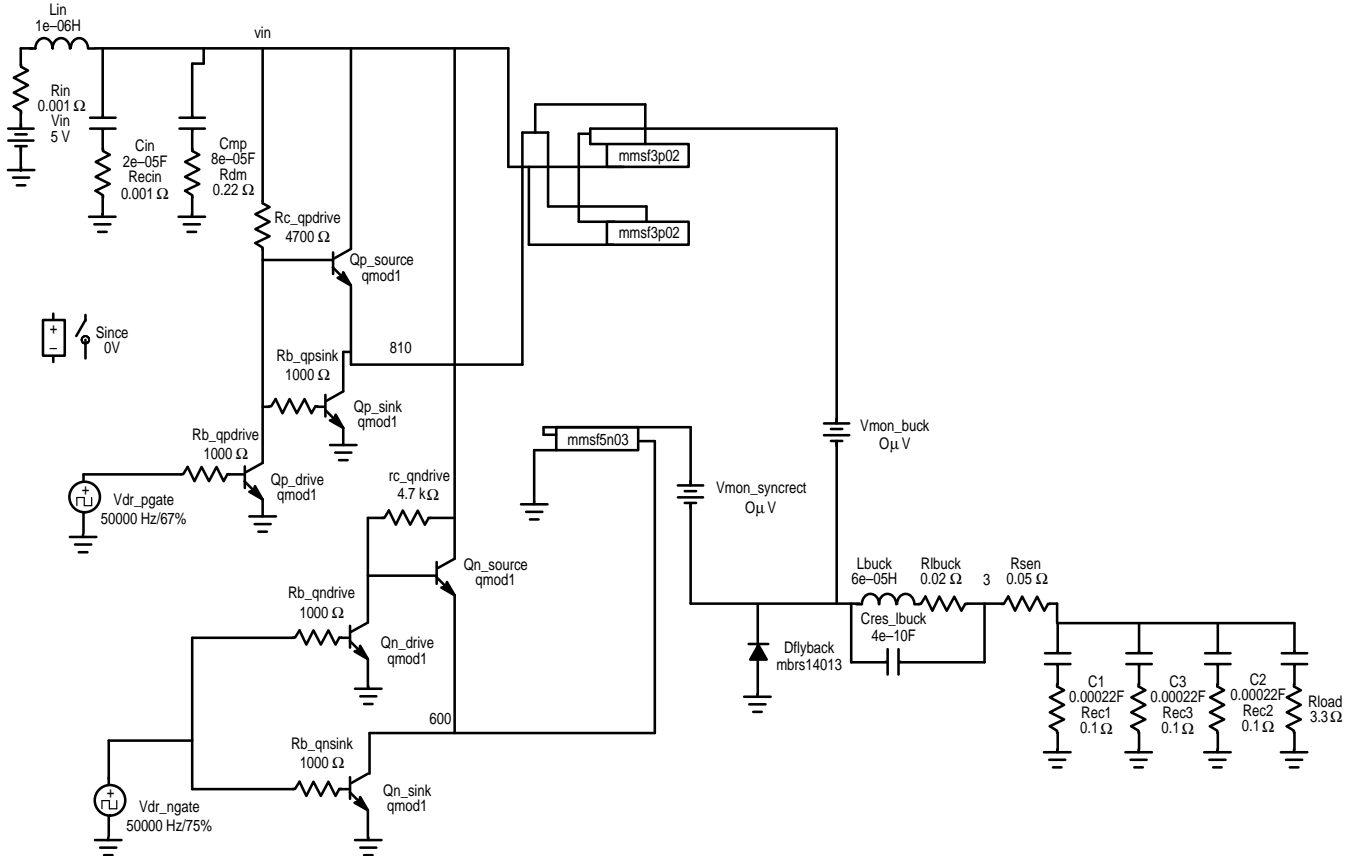 Lin
1e–06H
vin
Rin
0.001 Ω
Vin
5 V
Cin
2e–05F
Recin
0.001 Ω
Cmp
8e–05F
Rdm
0.22 Ω
mmsf3p02
mmsf3p02
Rc_qpdrive
4700 Ω
Qp_source
qmod1
+
–
Since
0V
810
Rb_qpsink
1000 Ω
Qp_sink
qmod1
Rb_qpdrive
1000 Ω
Qp_drive
qmod1
+
Vdr_pgate
50000 Hz/67%
mmsf5n03
Vmon_buck
0μ V
rc_qndrive
4.7 kΩ
Vmon_syncrect
0μ V
Qn_source
qmod1
Rb_qndrive
1000 Ω
Qn_drive
qmod1
Lbuck
6e–05H
Rlbuck
0.02 Ω
3
Rsen
0.05 Ω
Cres_lbuck
4e–10F
Dflyback
mbrs14013
C1
0.00022F
Rec1
0.1 Ω
C3
0.00022F
Rec3
0.1 Ω
C2
0.00022F
Rec2
0.1 Ω
Rload
3.3 Ω
600
Rb_qnsink
1000 Ω
Qn_sink
qmod1
+
Vdr_ngate
50000 Hz/75%